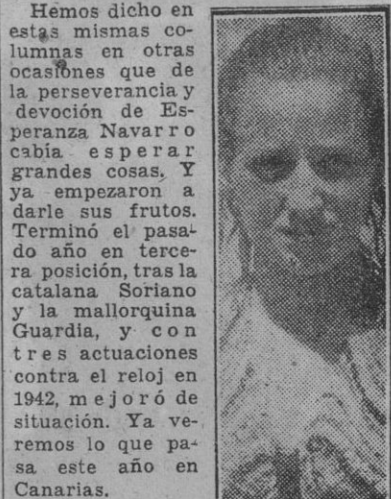 Hemos dicho en
estas mismas co-
lumnas en otras
ocasiones que de
la perseverancia y
devoción de Es-
peranza Navarro
cabía esperar
grandes cosas. Y
ya empezaron a
darle sus frutos.
Terminó el pasa-
do año en terce-
ra posición, tras la
catalana Soriano
y la mallorquina
Guardia, y con
tres actuaciones
contra el reloj en
1942, mejoró de
situación. Ya ve-
remos lo que pa-
sa este año en
Canarias.